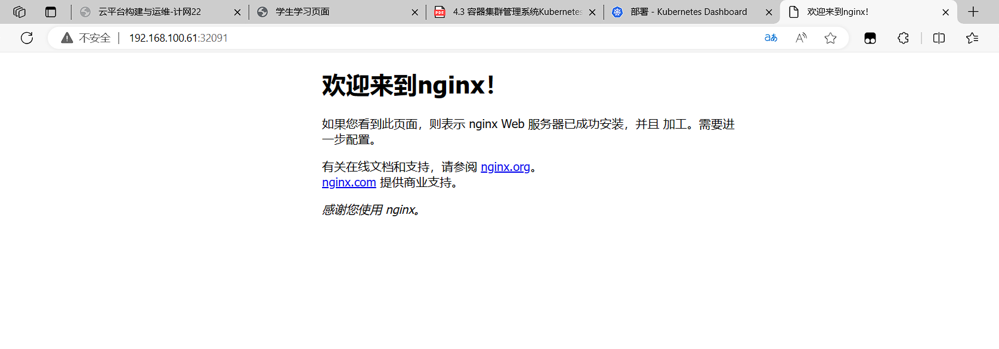 云平台构建与运维-计网22
学生学习页面
4.3 容器集群管理系统Kubernetes
部署 - Kubernetes Dashboard
欢迎来到nginx!
不安全
192.168.100.61:32091
aあ
A
欢迎来到nginx!
如果您看到此页面，则表示 nginx Web 服务器已成功安装，并且 加工。需要进
一步配置。
有关在线文档和支持，请参阅 nginx.org。
nginx.com 提供商业支持。
感谢您使用 nginx。